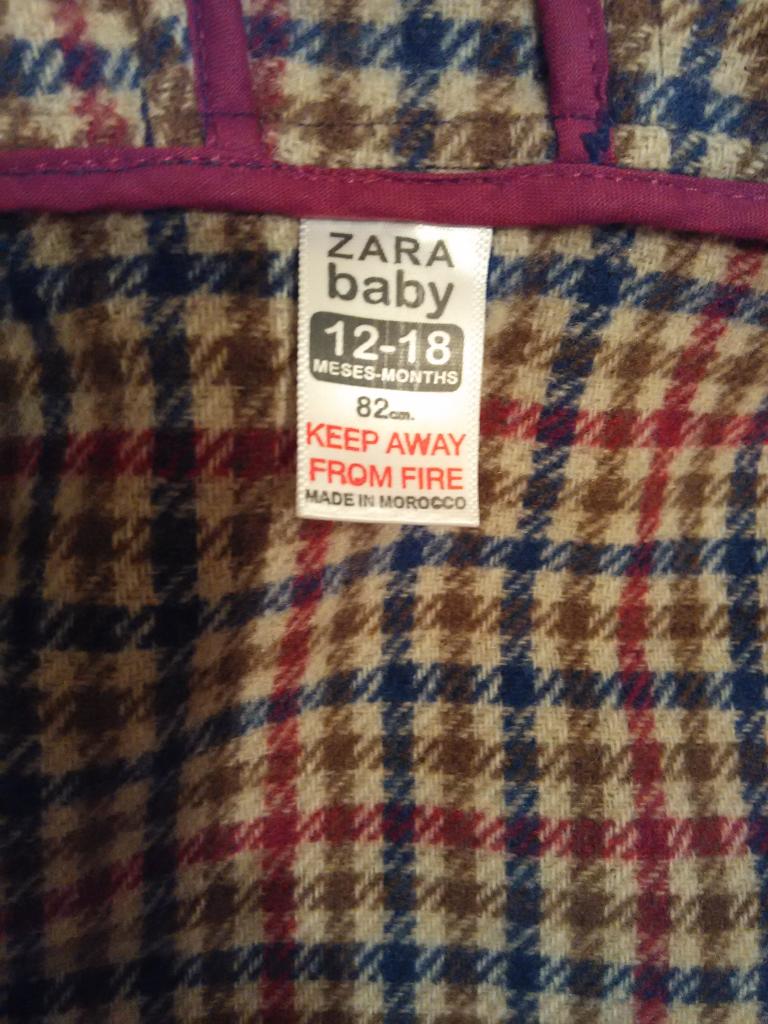 ZARA
baby
12-18
MESES-MONTHS
82cm.
KEEP AWAY
FROM FIRE
MADE IN MOROCCO